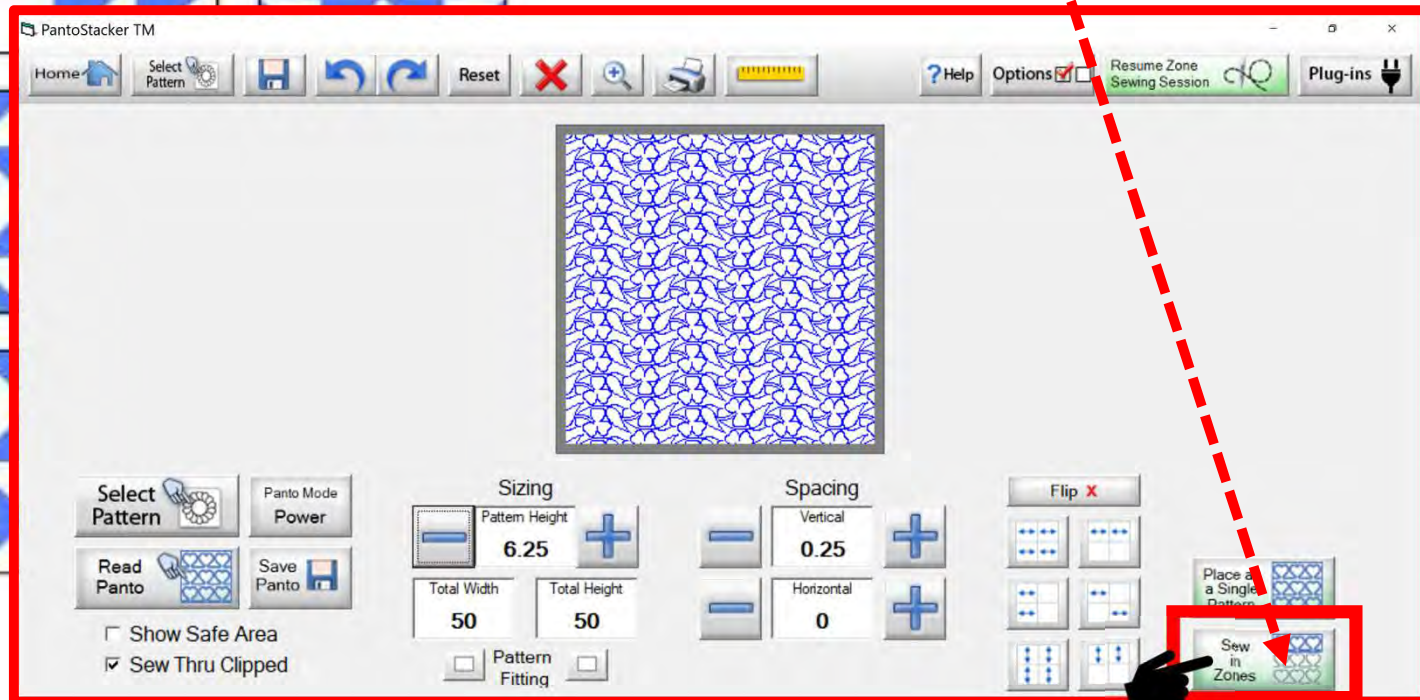 PantoStacker TM
Home
Select
Pattern
Reset
?Help
Options
Resume Zone
Sewing Session
Plug-ins
Select
Pattern
Panto Mode
Power
Read
Panto
Save
Panto
Show Safe Area
Sew Thru Clipped
Sizing
Pattern Height
6.25
Total Width
50
Total Height
50
Pattern
Fitting
Spacing
Vertical
0.25
Horizontal
0
Flip X
Place as
a Single
Pattern
Sew
in
Zones